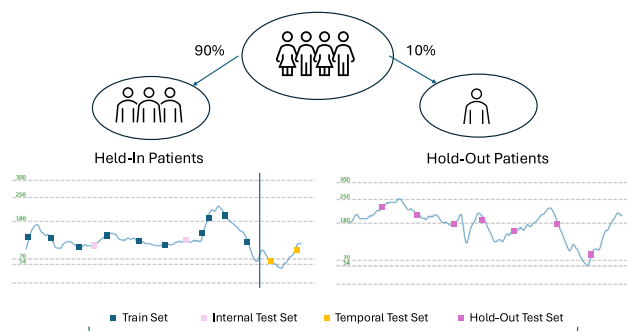 90%
10%
Held-In Patients
Hold-Out Patients
300
250
180
70
54
300
250
180
70
54
Train Set
Internal Test Set
Temporal Test Set
Hold-Out Test Set